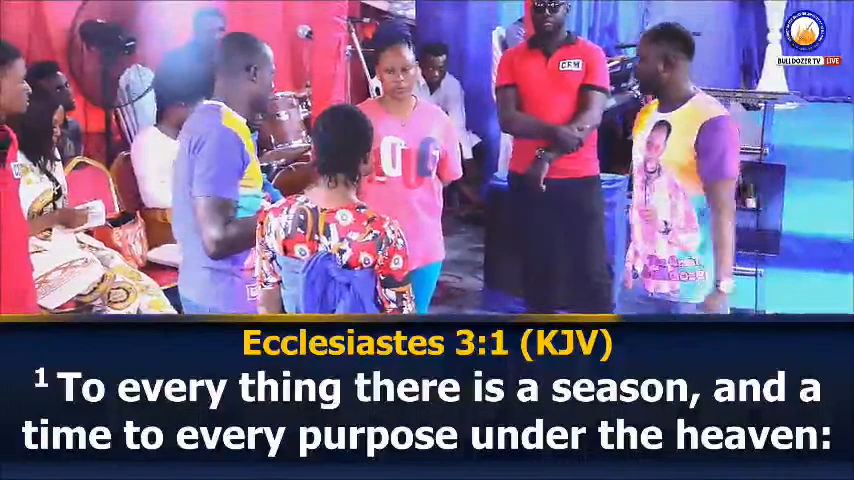 BULLDOZER TV LIVE
CRM
Ecclesiastes 3:1 (KJV)
1 To every thing there is a season, and a
time to every purpose under the heaven: